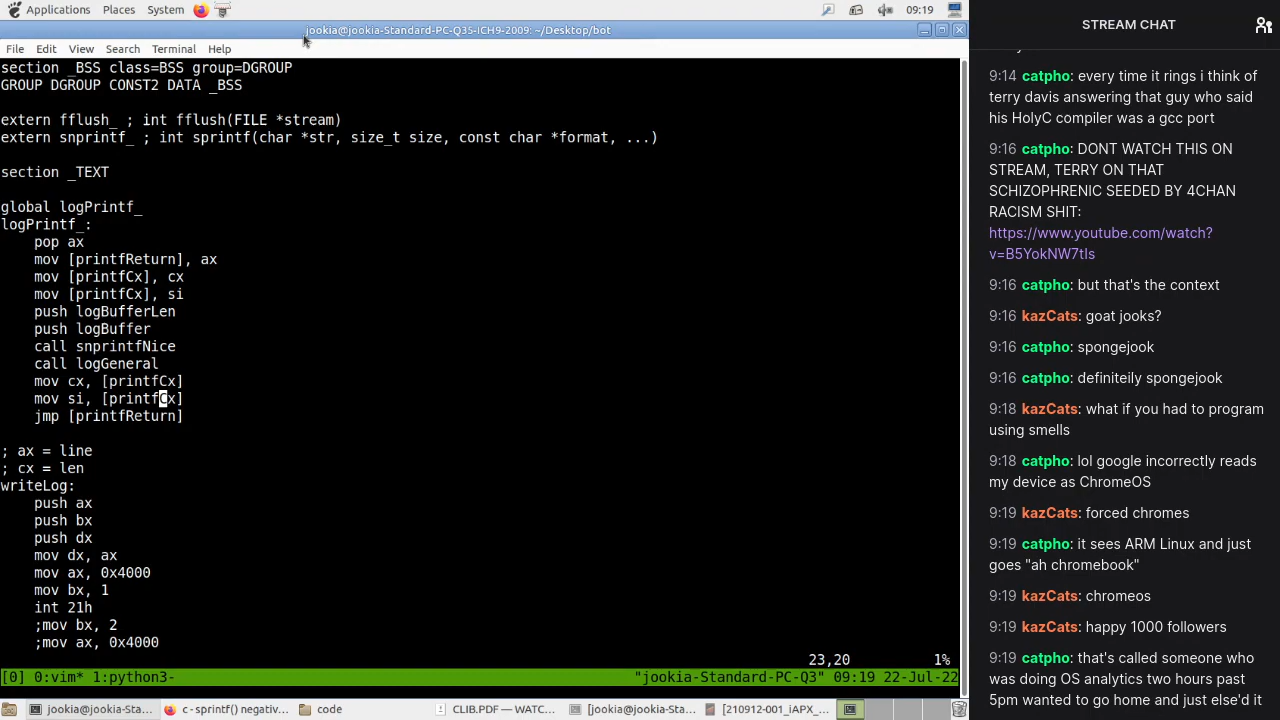 Applications Places System 09:19
jookia@jookia-Standard-PC-Q35-ICH9-2009: ~/Desktop/bot
File Edit View Search Terminal Help
section _BSS class=BSS group=DGROUP
GROUP DGROUP CONST2 DATA _BSS
extern fflush_ ; int fflush(FILE *stream)
extern snprintf_ ; int sprintf(char *str, size_t size, const char *format, ...)
section _TEXT
global logPrintf_
logPrintf_:
pop ax
mov [printfReturn], ax
mov [printfCx], cx
mov [printfCx], si
push logBufferLen
push logBuffer
call snprintfNice
call logGeneral
mov cx, [printfCx]
mov si, [printfCx]
jmp [printfReturn]
; ax = line
; cx = len
writeLog:
push ax
push bx
push dx
mov dx, ax
mov ax, 0x4000
mov bx, 1
int 21h
;mov bx, 2
;mov ax, 0x4000
23,20 1%
[0] 0:vim* 1:python3- "jookia-Standard-PC-Q3" 09:19 22-Jul-22
jookia@jookia-Sta... c - sprintf() negativ... code CLIB.PDF — WATC... [jookia@jookia-Sta... [210912-001_iAPX_...
STREAM CHAT
9:14 catpho: every time it rings i think of
terry davis answering that guy who said
his HolyC compiler was a gcc port
9:16 catpho: DONT WATCH THIS ON
STREAM, TERRY ON THAT
SCHIZOPHRENIC SEEDED BY 4CHAN
RACISM SHIT:
https://www.youtube.com/watch?
v=B5YokNW7tIs
9:16 catpho: but that's the context
9:16 kazCats: goat jooks?
9:16 catpho: spongejook
9:16 catpho: definiteily spongejook
9:18 kazCats: what if you had to program
using smells
9:18 catpho: lol google incorrectly reads
my device as ChromeOS
9:19 kazCats: forced chromes
9:19 catpho: it sees ARM Linux and just
goes "ah chromebook"
9:19 kazCats: chromeos
9:19 kazCats: happy 1000 followers
9:19 catpho: that's called someone who
was doing OS analytics two hours past
5pm wanted to go home and just else'd it